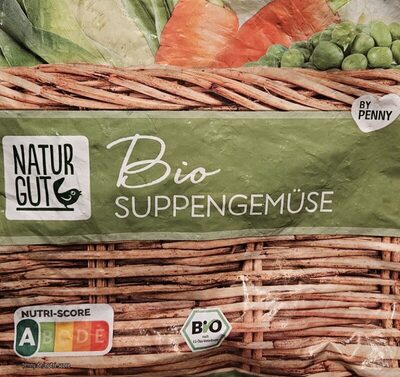 BY
PENNY
NATUR
GUT
Bio
SUPPENGEMÜSE
NUTRI-SCORE
A B C D E
BIO